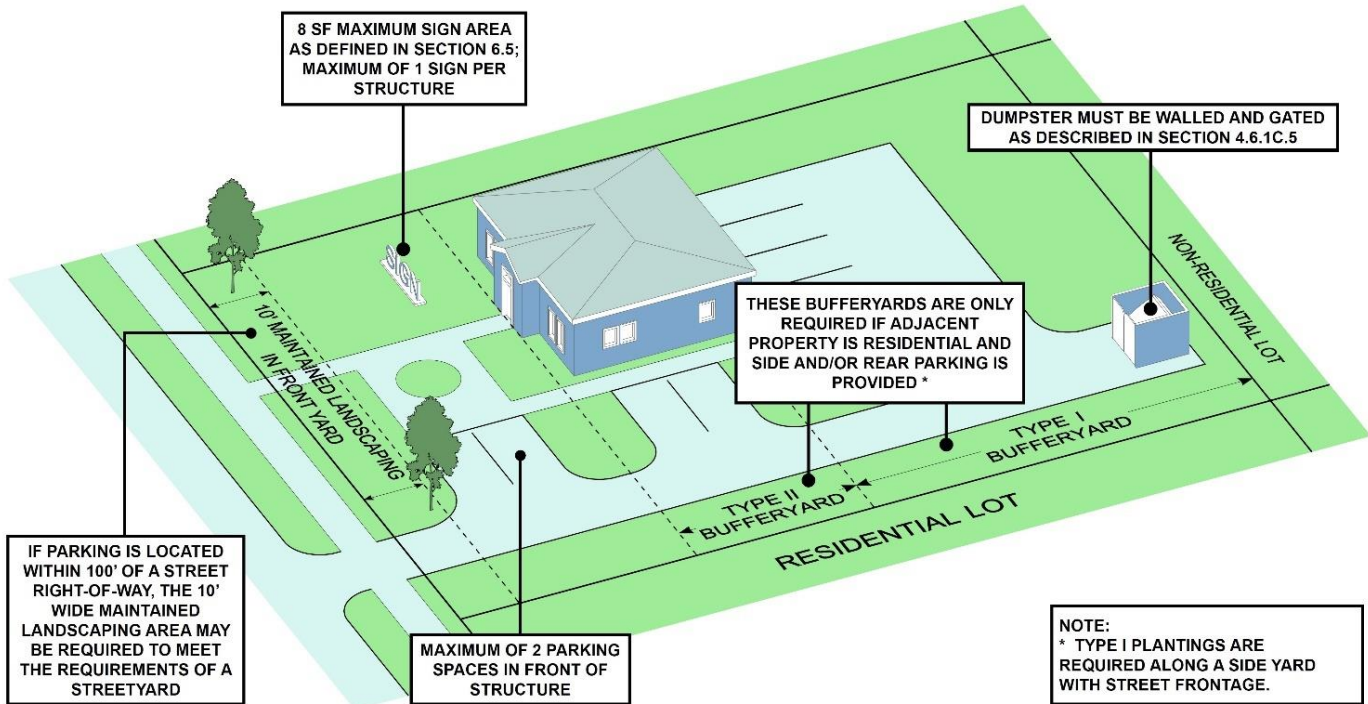 8 SF MAXIMUM SIGN AREA
AS DEFINED IN SECTION 6.5;
MAXIMUM OF 1 SIGN PER
STRUCTURE
DUMPSTER MUST BE WALLED AND GATED
AS DESCRIBED IN SECTION 4.6.1C.5
SIGN
NON-RESIDENTIAL LOT
10' MAINTAINED LANDSCAPING
IN FRONT YARD
THESE BUFFERYARDS ARE ONLY
REQUIRED IF ADJACENT
PROPERTY IS RESIDENTIAL AND
SIDE AND/OR REAR PARKING IS
PROVIDED *
TYPE I
BUFFERYARD
TYPE II
BUFFERYARD
RESIDENTIAL LOT
IF PARKING IS LOCATED
WITHIN 100' OF A STREET
RIGHT-OF-WAY, THE 10'
WIDE MAINTAINED
LANDSCAPING AREA MAY
BE REQUIRED TO MEET
THE REQUIREMENTS OF A
STREETYARD
MAXIMUM OF 2 PARKING
SPACES IN FRONT OF
STRUCTURE
NOTE:
* TYPE I PLANTINGS ARE
REQUIRED ALONG A SIDE YARD
WITH STREET FRONTAGE.